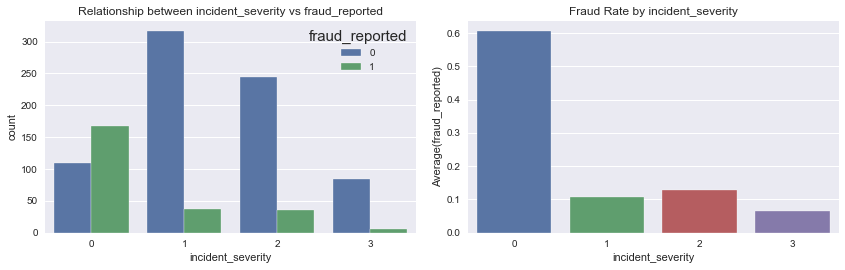 Relationship between incident_severity vs fraud_reported
fraud_reported
0
1
count
300
250
200
150
100
50
0
0 1 2 3
incident_severity
Fraud Rate by incident_severity
Average(fraud_reported)
0.6
0.5
0.4
0.3
0.2
0.1
0.0
0 1 2 3
incident_severity